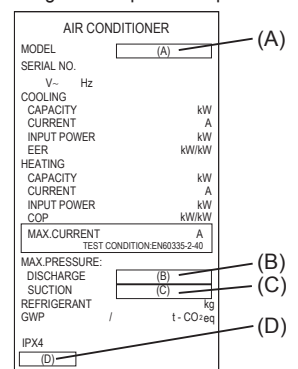 AIR CONDITIONER
MODEL (A) (A)
SERIAL NO.
V~ Hz
COOLING
CAPACITY kW
CURRENT A
INPUT POWER kW
EER kW/kW
HEATING
CAPACITY kW
CURRENT A
INPUT POWER kW
COP kW/kW
MAX.CURRENT A
TEST CONDITION:EN60335-2-40
MAX.PRESSURE:
DISCHARGE (B) (B)
SUCTION (C) (C)
REFRIGERANT kg
GWP / t - CO2eq
IPX4
(D) (D)